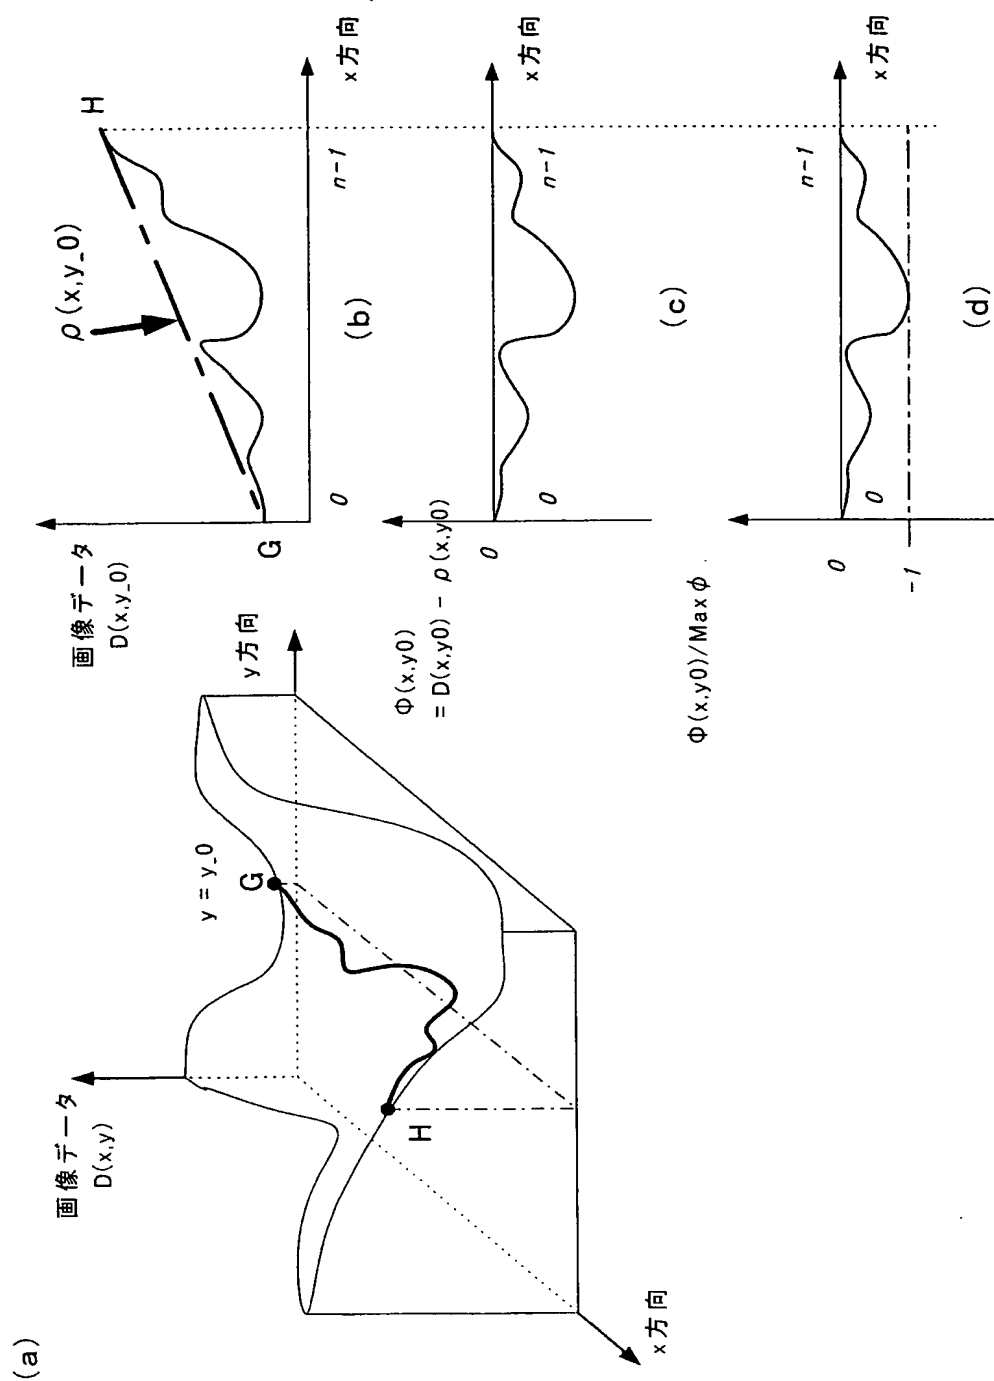 (a)
画像データ
D(x,y)
y = y_0
G
H
y方向
x方向
画像データ
D(x,y_0)
ρ(x,y_0)
H
G
0
n-1
x方向
(b)
Φ(x,y0)
= D(x,y0) - ρ(x,y0)
0
0
n-1
x方向
(c)
Φ(x,y0)/Maxφ
0
-1
0
n-1
x方向
(d)